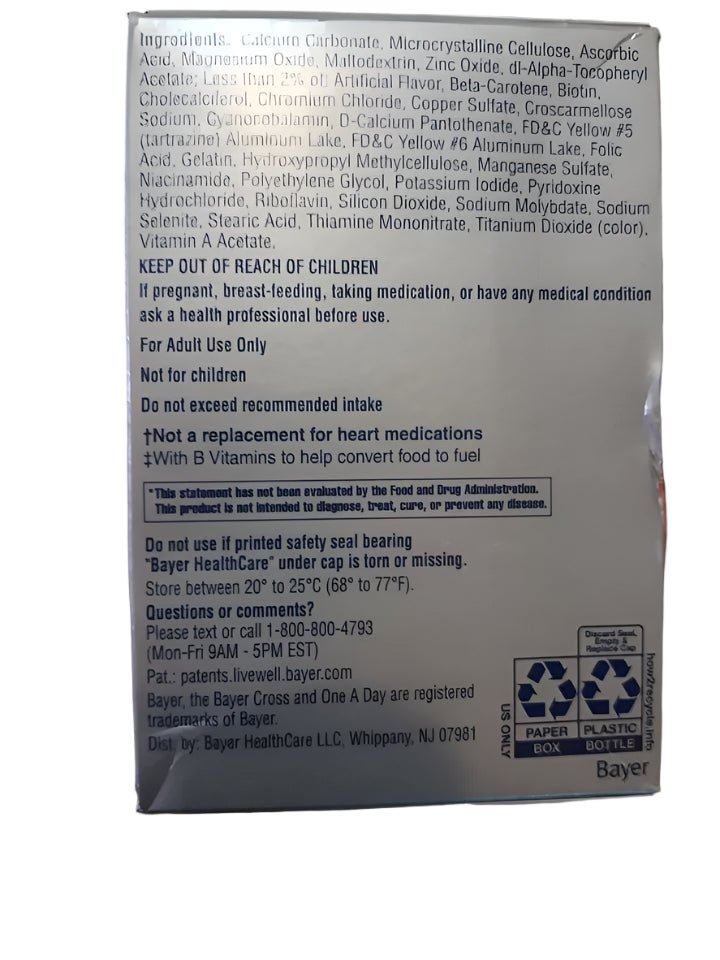 Ingredients: Calcium Carbonate, Microcrystalline Cellulose, Ascorbic
Acid, Magnesium Oxide, Maltodextrin, Zinc Oxide, dl-Alpha-Tocopheryl
Acetate; Less than 2% of: Artificial Flavor, Beta-Carotene, Biotin,
Cholecalciferol, Chromium Chloride, Copper Sulfate, Croscarmellose
Sodium, Cyanocobalamin, D-Calcium Pantothenate, FD&C Yellow #5
(tartrazine) Aluminum Lake, FD&C Yellow #6 Aluminum Lake, Folic
Acid, Gelatin, Hydroxypropyl Methylcellulose, Manganese Sulfate,
Niacinamide, Polyethylene Glycol, Potassium Iodide, Pyridoxine
Hydrochloride, Riboflavin, Silicon Dioxide, Sodium Molybdate, Sodium
Selenite, Stearic Acid, Thiamine Mononitrate, Titanium Dioxide (color),
Vitamin A Acetate.
KEEP OUT OF REACH OF CHILDREN
If pregnant, breast-feeding, taking medication, or have any medical condition
ask a health professional before use.
For Adult Use Only
Not for children
Do not exceed recommended intake
†Not a replacement for heart medications
‡With B Vitamins to help convert food to fuel
*This statement has not been evaluated by the Food and Drug Administration.
This product is not intended to diagnose, treat, cure, or prevent any disease.
Do not use if printed safety seal bearing
"Bayer HealthCare" under cap is torn or missing.
Store between 20° to 25°C (68° to 77°F).
Questions or comments?
Please text or call 1-800-800-4793
(Mon-Fri 9AM - 5PM EST)
Pat.: patents.livewell.bayer.com
Bayer, the Bayer Cross and One A Day are registered
trademarks of Bayer.
Dist. by: Bayer HealthCare LLC, Whippany, NJ 07981
US ONLY
Discard Seal,
Empty &
Replace Cap
PAPER
BOX
PLASTIC
BOTTLE
how2recycle.info
Bayer